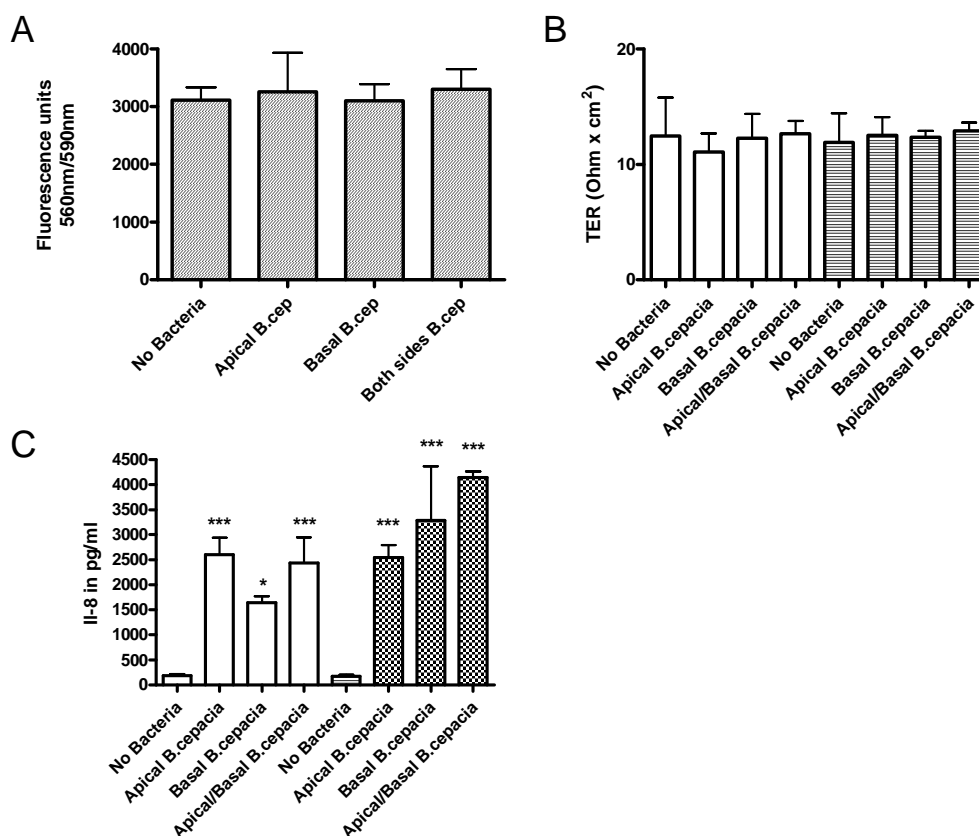 A
Fluorescence units
560nm/590nm
4000
3000
2000
1000
0
No Bacteria
Apical B.cep
Basal B.cep
Both sides B.cep
B
TER (Ohm x cm2)
20
10
0
No Bacteria
Apical B.cepacia
Basal B.cepacia
Apical/Basal B.cepacia
No Bacteria
Apical B.cepacia
Basal B.cepacia
Apical/Basal B.cepacia
C
Il-8 in pg/ml
4500
4000
3500
3000
2500
2000
1500
1000
500
0
***
*
***
***
***
***
No Bacteria
Apical B.cepacia
Basal B.cepacia
Apical/Basal B.cepacia
No Bacteria
Apical B.cepacia
Basal B.cepacia
Apical/Basal B.cepacia